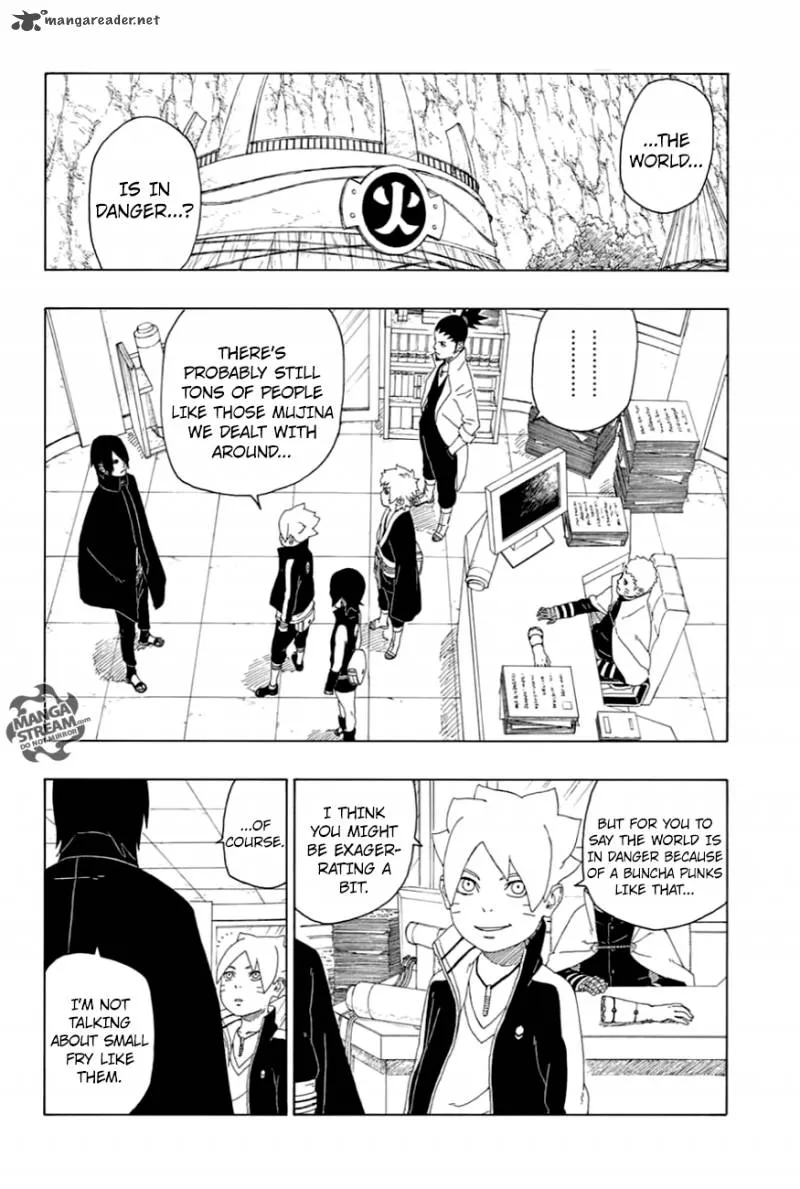 mangareader.net
...THE
WORLD...
IS IN
DANGER...?
火
.........
THERE'S
PROBABLY STILL
TONS OF PEOPLE
LIKE THOSE MUJINA
WE DEALT WITH
AROUND...
MANGA
STREAM.com
DO NOT MIRROR!
BUT FOR YOU TO
SAY THE WORLD IS
IN DANGER BECAUSE
OF A BUNCHA PUNKS
LIKE THAT...
I THINK
YOU MIGHT
BE EXAGER-
RATING A
BIT.
...OF
COURSE.
I'M NOT
TALKING
ABOUT SMALL
FRY LIKE
THEM.